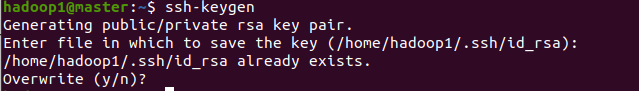 hadoop1@master:~$ ssh-keygen
Generating public/private rsa key pair.
Enter file in which to save the key (/home/hadoop1/.ssh/id_rsa):
/home/hadoop1/.ssh/id_rsa already exists.
Overwrite (y/n)?